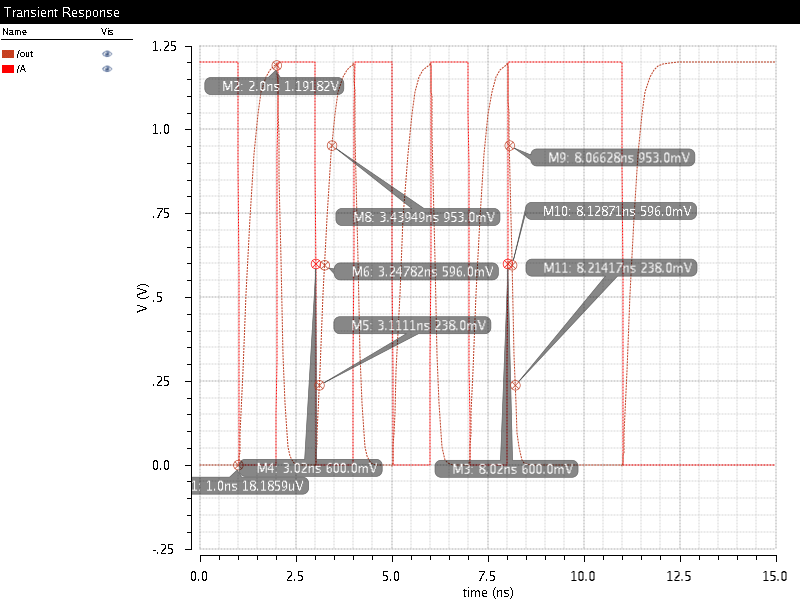 Transient Response
Name Vis
/out
/A
1.25
1.0
.75
.5
.25
0.0
-.25
V (V)
M2: 2.0ns 1.19182V
M9: 8.06628ns 953.0mV
M8: 3.43949ns 953.0mV
M10: 8.12871ns 596.0mV
M6: 3.24782ns 596.0mV
M11: 8.21417ns 238.0mV
M5: 3.1111ns 238.0mV
M4: 3.02ns 600.0mV
M3: 8.02ns 600.0mV
1: 1.0ns 18.1859uV
0.0 2.5 5.0 7.5 10.0 12.5 15.0
time (ns)